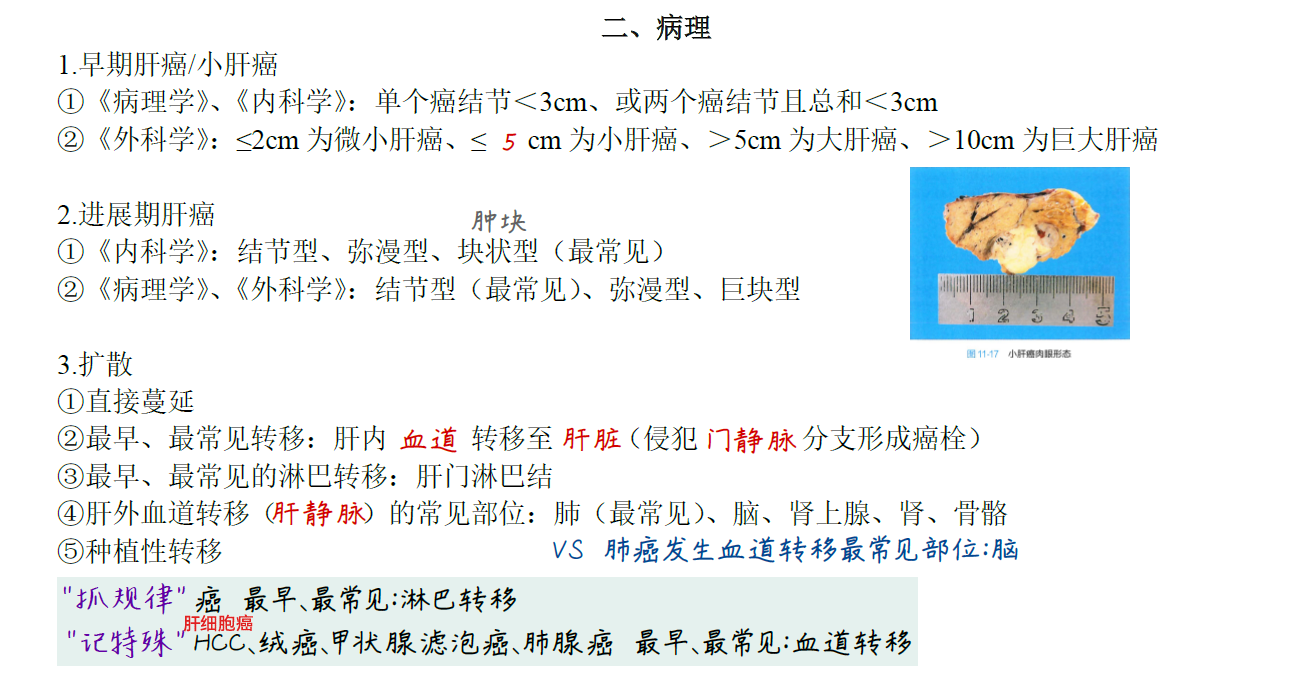 二、病理
1.早期肝癌/小肝癌
①《病理学》、《内科学》：单个癌结节＜3cm、或两个癌结节且总和＜3cm
②《外科学》：≤2cm 为微小肝癌、≤ 5 cm 为小肝癌、＞5cm 为大肝癌、＞10cm 为巨大肝癌
2.进展期肝癌
肿块
①《内科学》：结节型、弥漫型、块状型（最常见）
②《病理学》、《外科学》：结节型（最常见）、弥漫型、巨块型
1 2 3 4 5
图 11-17 小肝癌肉眼形态
3.扩散
①直接蔓延
②最早、最常见转移：肝内 血道 转移至 肝脏（侵犯 门静脉 分支形成癌栓）
③最早、最常见的淋巴转移：肝门淋巴结
④肝外血道转移（肝静脉）的常见部位：肺（最常见）、脑、肾上腺、肾、骨骼
⑤种植性转移
VS 肺癌发生血道转移最常见部位:脑
"抓规律" 癌 最早、最常见:淋巴转移
肝细胞癌
"记特殊" HCC、绒癌、甲状腺滤泡癌、肺腺癌 最早、最常见:血道转移